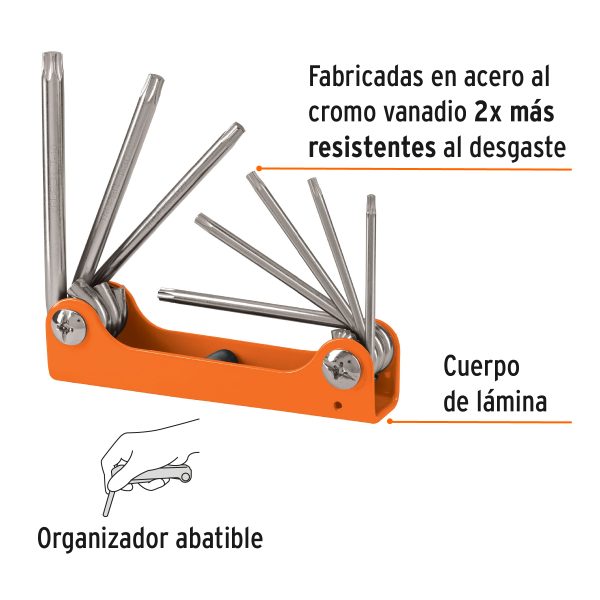 Fabricadas en acero al
cromo vanadio 2x más
resistentes al desgaste
Cuerpo
de lámina
Organizador abatible